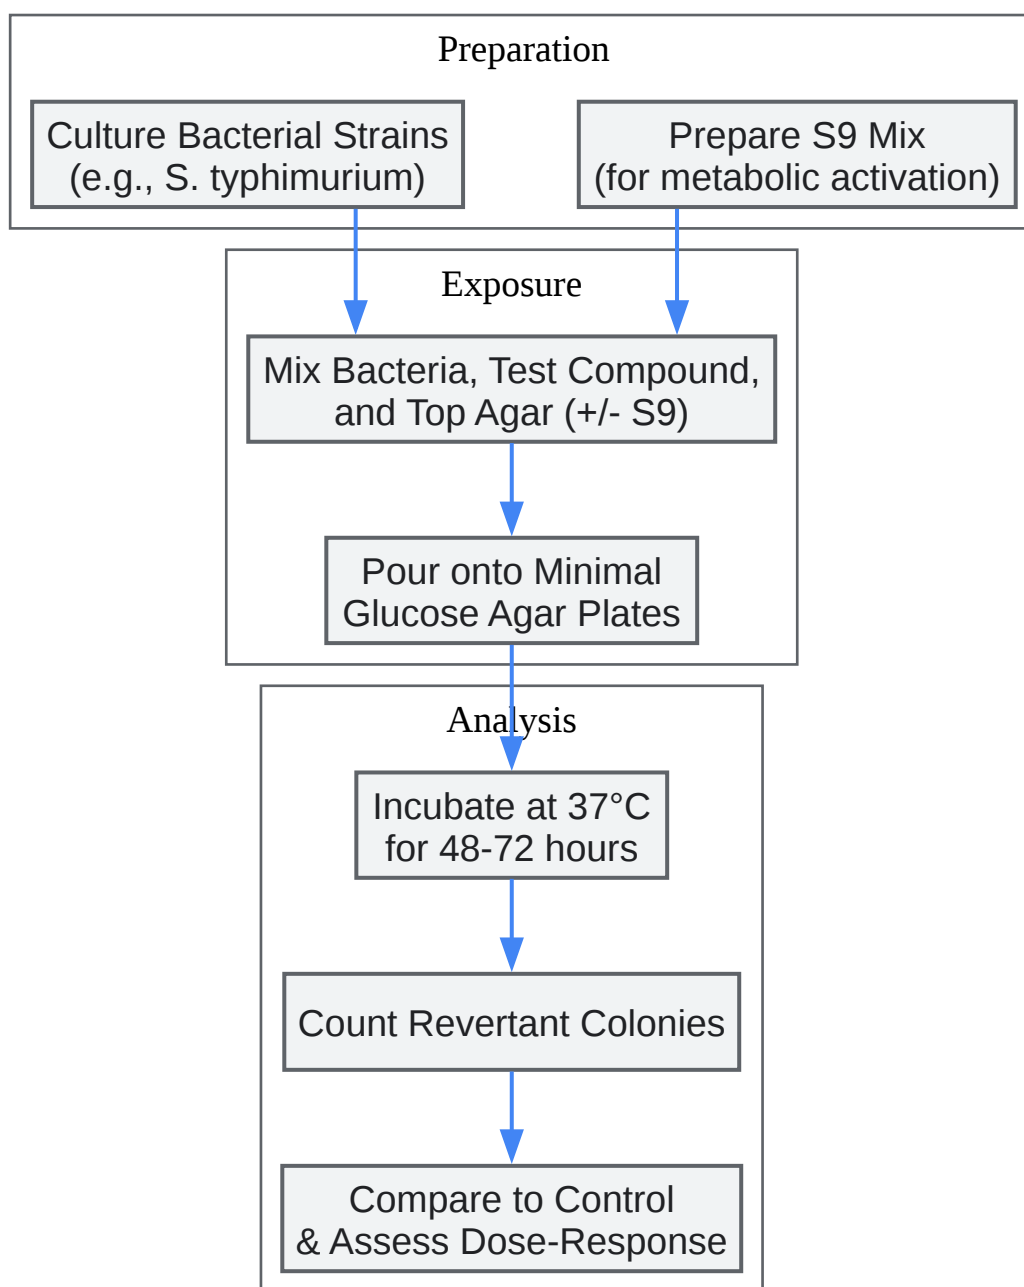 Preparation
Culture Bacterial Strains
(e.g., S. typhimurium)
Prepare S9 Mix
(for metabolic activation)
Exposure
Mix Bacteria, Test Compound,
and Top Agar (+/- S9)
Pour onto Minimal
Glucose Agar Plates
Analysis
Incubate at 37°C
for 48-72 hours
Count Revertant Colonies
Compare to Control
& Assess Dose-Response